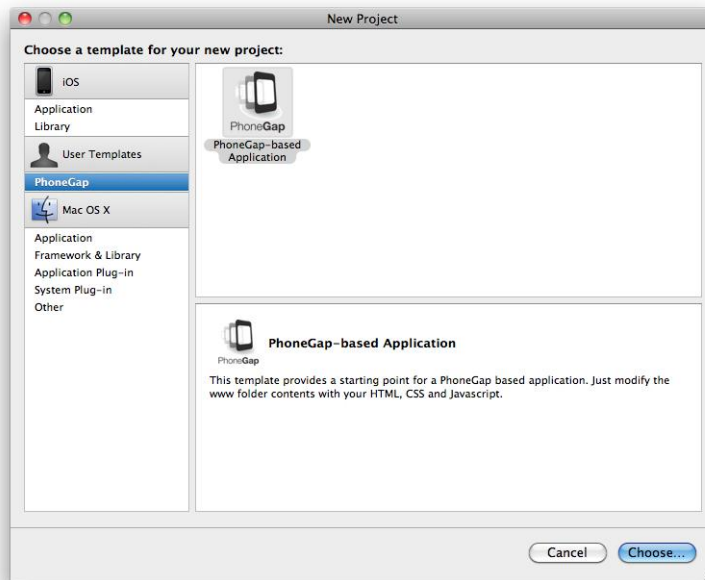 New Project
Choose a template for your new project:
iOS
Application
Library
User Templates
PhoneGap
Mac OS X
Application
Framework & Library
Application Plug-in
System Plug-in
Other
PhoneGap
PhoneGap-based
Application
PhoneGap
PhoneGap-based Application
This template provides a starting point for a PhoneGap based application. Just modify the
www folder contents with your HTML, CSS and Javascript.
Cancel
Choose...